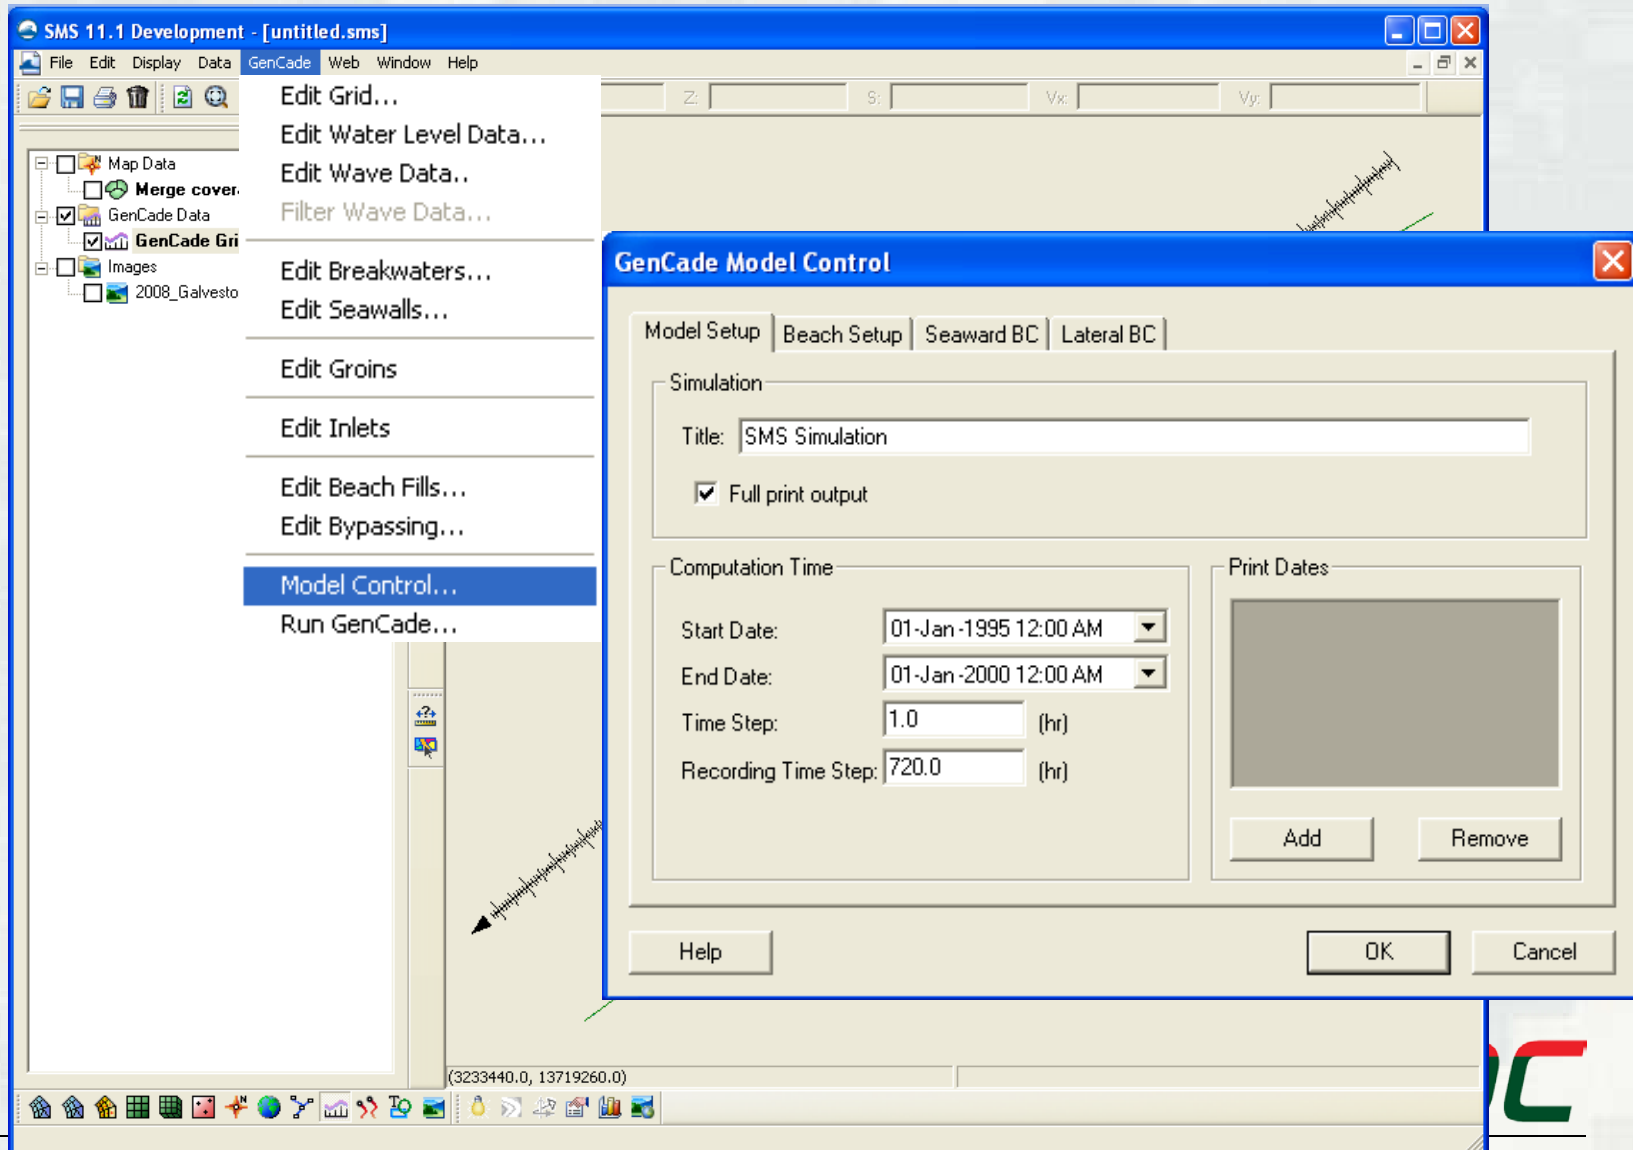 SMS 11.1 Development - [untitled.sms]
File Edit Display Data GenCade Web Window Help
Z: S: Vx: Vy:
Edit Grid...
Edit Water Level Data...
Edit Wave Data..
Filter Wave Data...
Edit Breakwaters...
Edit Seawalls...
Edit Groins
Edit Inlets
Edit Beach Fills...
Edit Bypassing...
Model Control...
Run GenCade...
Map Data
Merge cover
GenCade Data
GenCade Gri
Images
2008_Galvesto
GenCade Model Control
Model Setup Beach Setup Seaward BC Lateral BC
Simulation
Title: SMS Simulation
Full print output
Computation Time
Start Date: 01-Jan-1995 12:00 AM
End Date: 01-Jan-2000 12:00 AM
Time Step: 1.0 (hr)
Recording Time Step: 720.0 (hr)
Print Dates
Add Remove
Help OK Cancel
(3233440.0, 13719260.0)